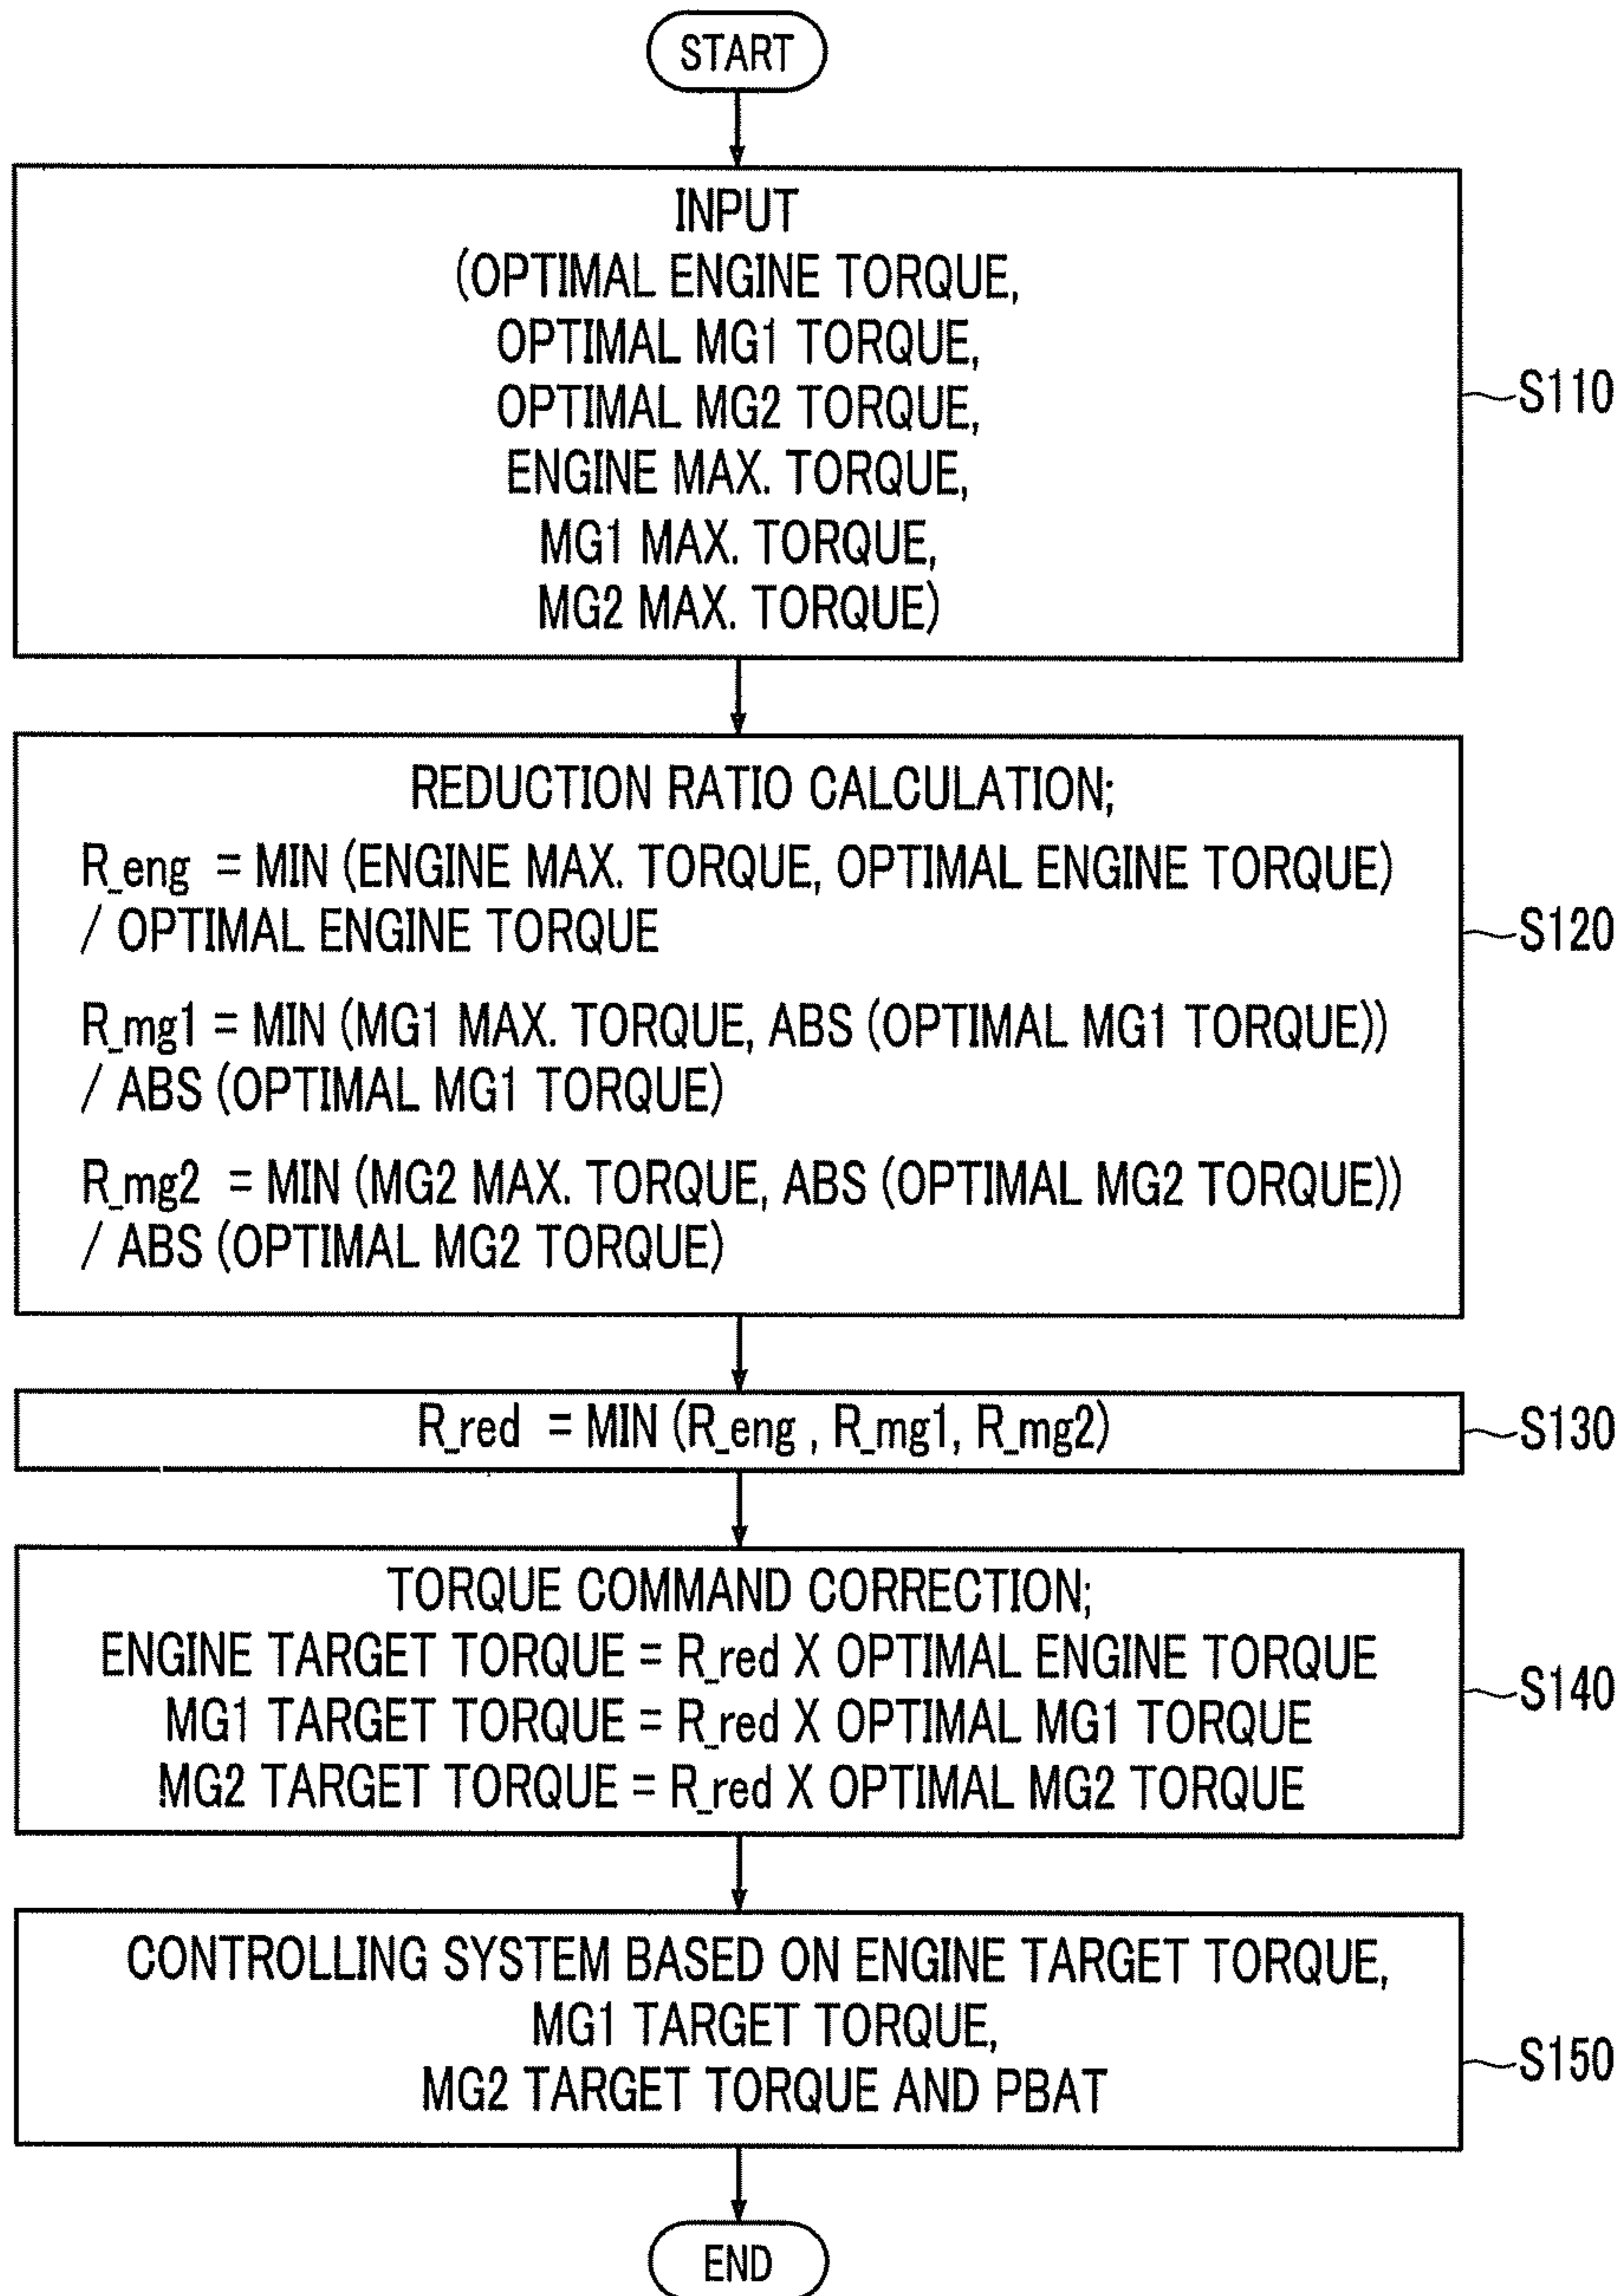 START
INPUT
(OPTIMAL ENGINE TORQUE,
OPTIMAL MG1 TORQUE,
OPTIMAL MG2 TORQUE,
ENGINE MAX. TORQUE,
MG1 MAX. TORQUE,
MG2 MAX. TORQUE)
S110
REDUCTION RATIO CALCULATION;
R_eng = MIN (ENGINE MAX. TORQUE, OPTIMAL ENGINE TORQUE)
/ OPTIMAL ENGINE TORQUE
R_mg1 = MIN (MG1 MAX. TORQUE, ABS (OPTIMAL MG1 TORQUE))
/ ABS (OPTIMAL MG1 TORQUE)
R_mg2 = MIN (MG2 MAX. TORQUE, ABS (OPTIMAL MG2 TORQUE))
/ ABS (OPTIMAL MG2 TORQUE)
S120
R_red = MIN (R_eng , R_mg1, R_mg2)
S130
TORQUE COMMAND CORRECTION;
ENGINE TARGET TORQUE = R_red X OPTIMAL ENGINE TORQUE
MG1 TARGET TORQUE = R_red X OPTIMAL MG1 TORQUE
MG2 TARGET TORQUE = R_red X OPTIMAL MG2 TORQUE
S140
CONTROLLING SYSTEM BASED ON ENGINE TARGET TORQUE,
MG1 TARGET TORQUE,
MG2 TARGET TORQUE AND PBAT
S150
END